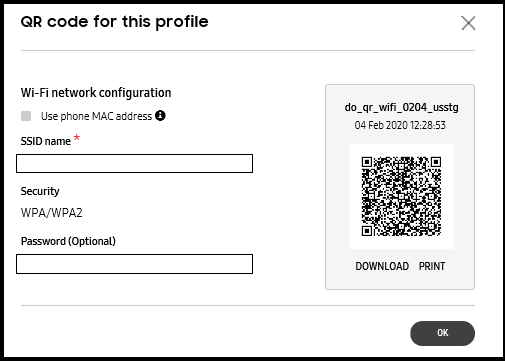 QR code for this profile
Wi-Fi network configuration
Use phone MAC address
SSID name *
Security
WPA/WPA2
Password (Optional)
do_qr_wifi_0204_usstg
04 Feb 2020 12:28:53
DOWNLOAD PRINT
OK